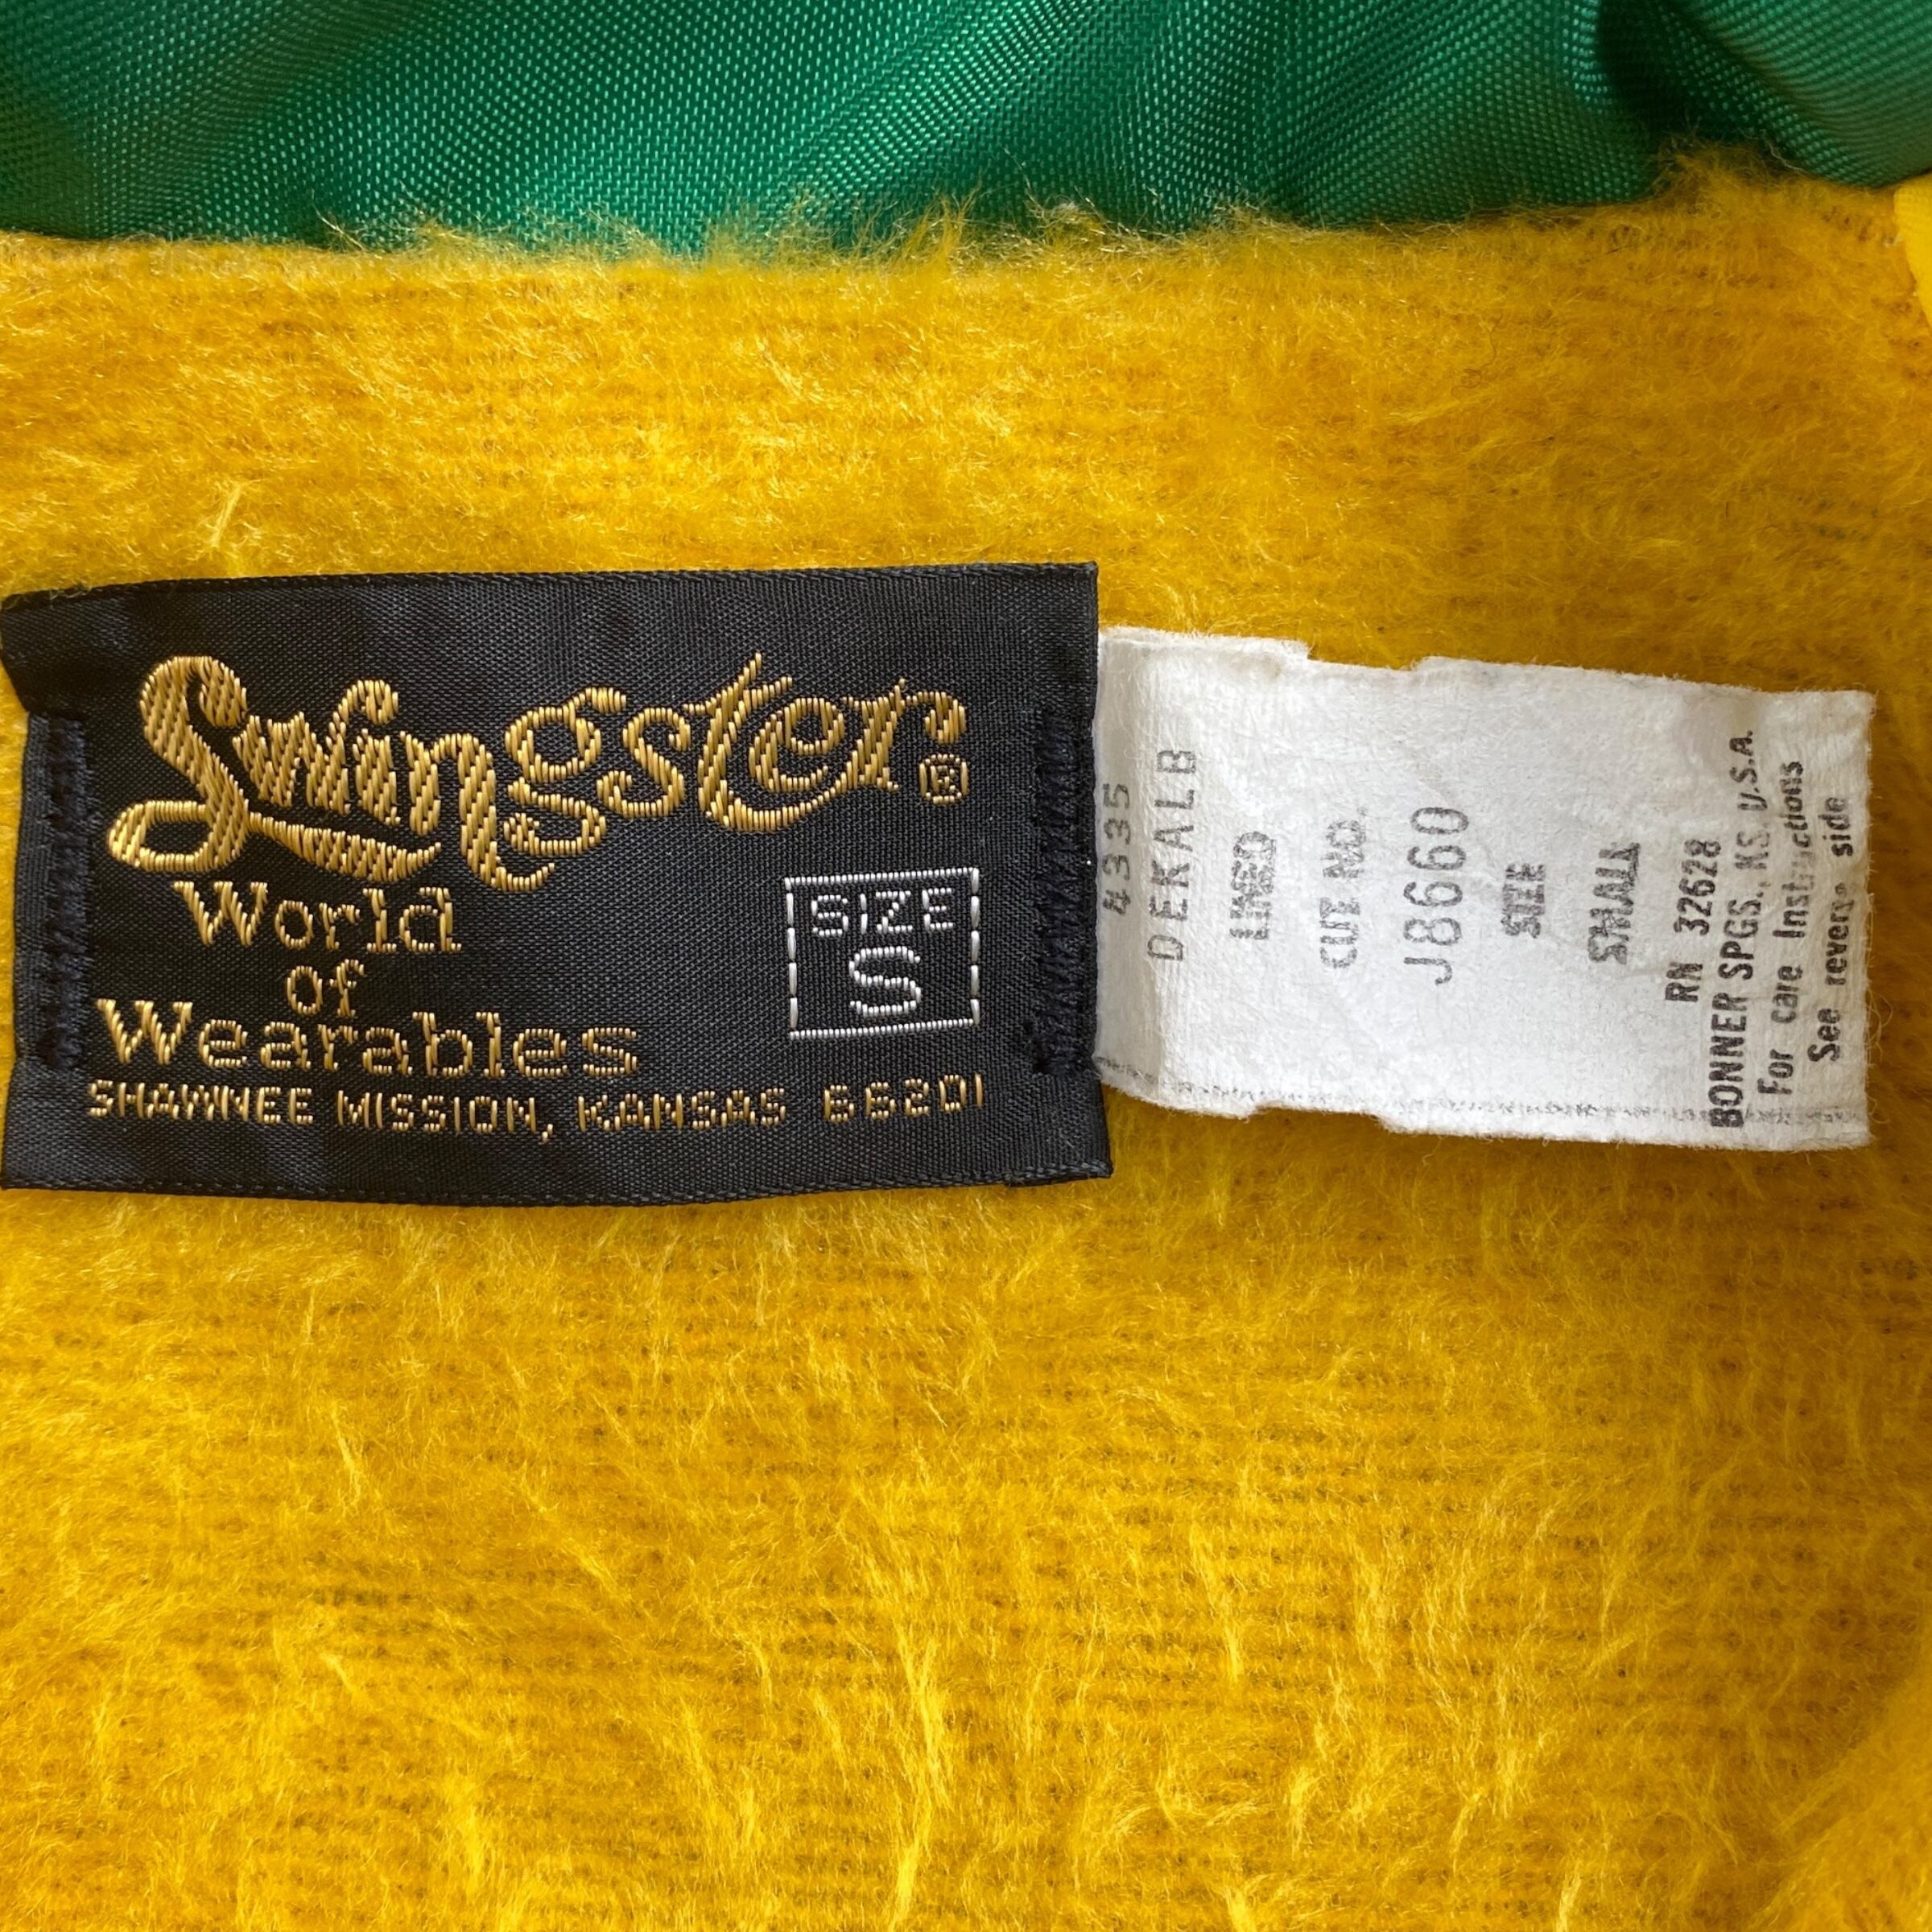 Swingster®
World
of
Wearables
SIZE
S
SHAWNEE MISSION, KANSAS 66201
4335
DEKALB
LINED
CUT NO.
J8660
SIZE
SMALL
RN 32628
BONNER SPGS., KS U.S.A.
For care Instructions
See reverse side